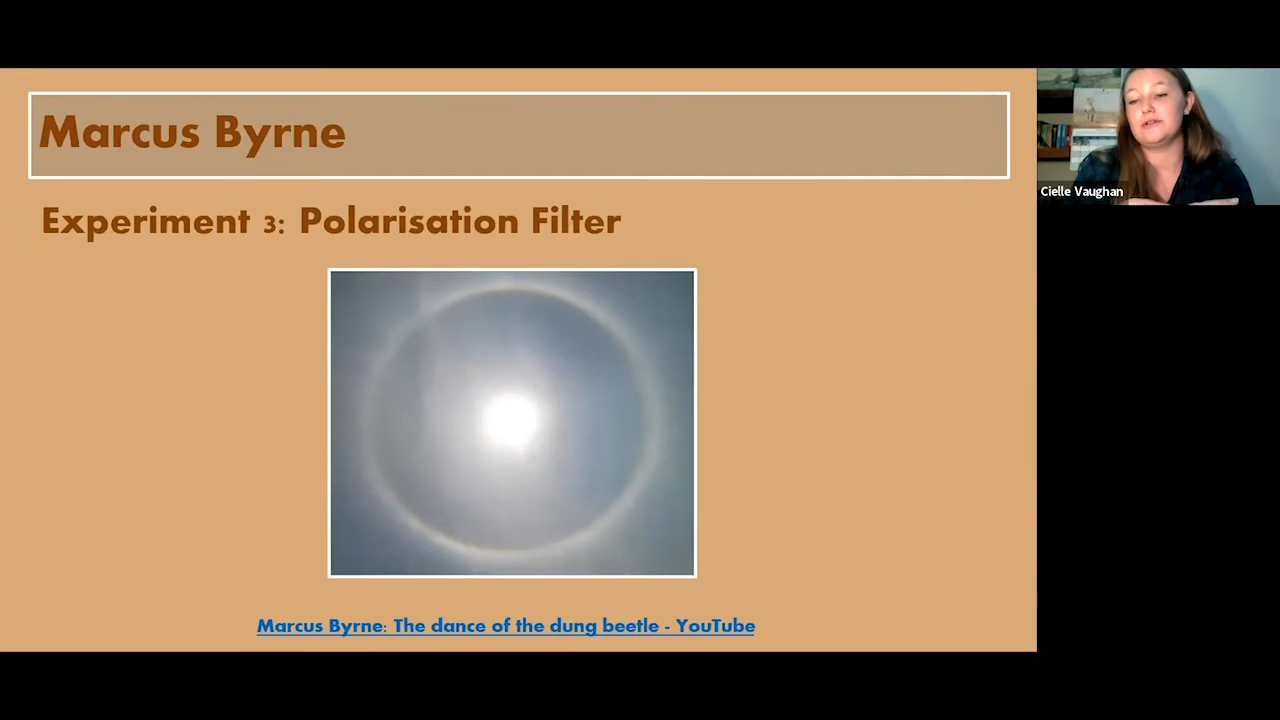 Marcus Byrne
Experiment 3: Polarisation Filter
Marcus Byrne: The dance of the dung beetle - YouTube
Cielle Vaughan